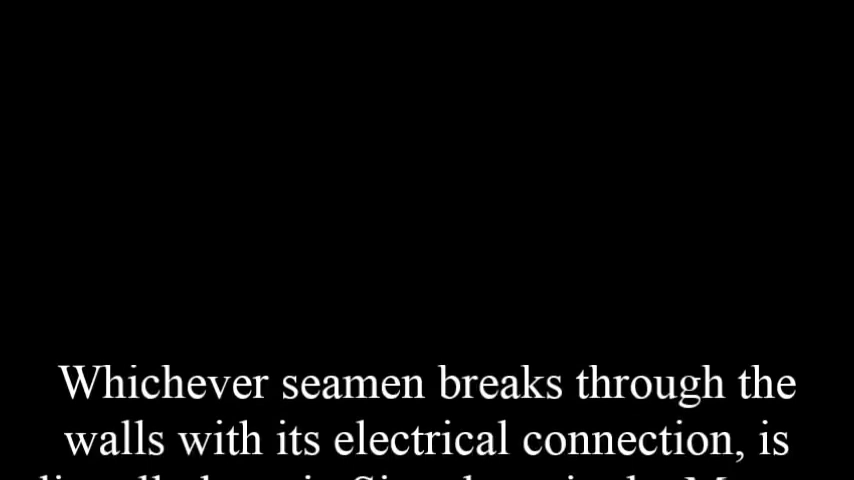 Whichever seamen breaks through the
walls with its electrical connection, is